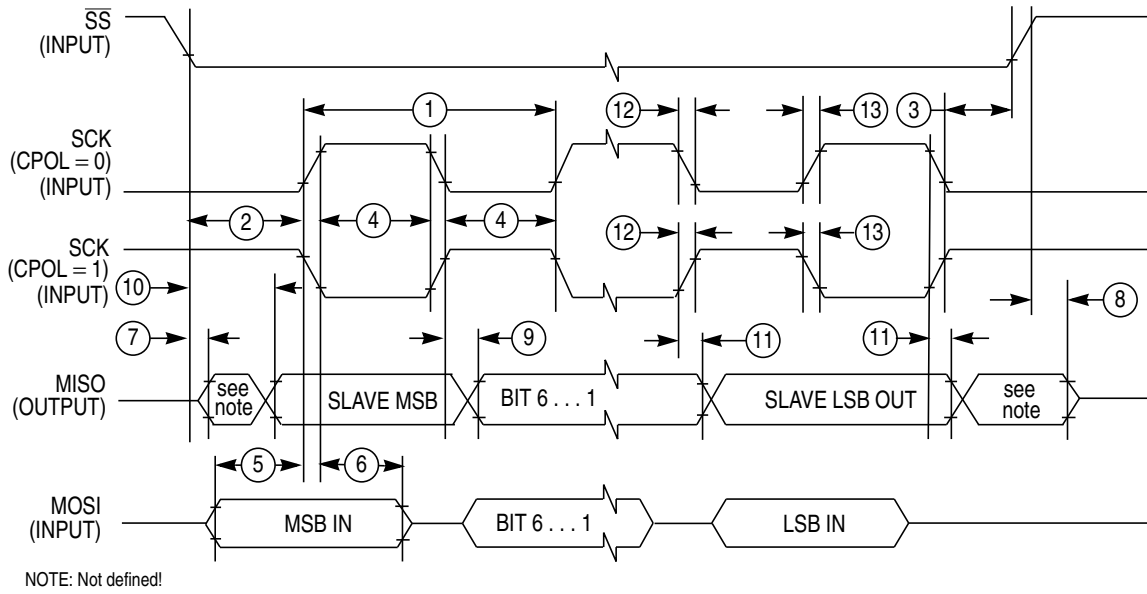 SS
(INPUT)
1
12
13
3
SCK
(CPOL = 0)
(INPUT)
2
4
4
12
13
SCK
(CPOL = 1)
(INPUT)
10
8
7
9
11
11
MISO
(OUTPUT)
see
note
SLAVE MSB
BIT 6 . . . 1
SLAVE LSB OUT
see
note
5
6
MOSI
(INPUT)
MSB IN
BIT 6 . . . 1
LSB IN
NOTE: Not defined!